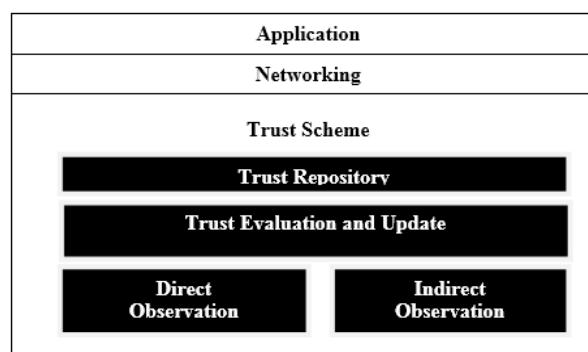 Application
Networking
Trust Scheme
Trust Repository
Trust Evaluation and Update
Direct
Observation
Indirect
Observation